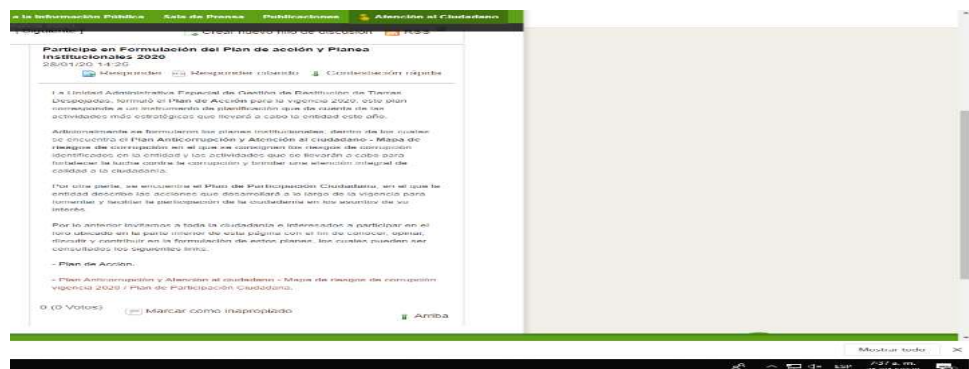 a la Información Pública Sala de Prensa Publicaciones Atención al Ciudadano
Siguiente ] Crear nuevo hilo de discusión RSS
Participe en Formulación del Plan de acción y Planea
Institucionales 2020
28/01/20 14:25
Responder Responder citando Contestación rápida
La Unidad Administrativa Especial de Gestión de Restitución de Tierras
Despojadas, formuló el Plan de Acción para la vigencia 2020, este plan
corresponde a un instrumento de planificación que da cuenta de las
actividades más estratégicas que llevará a cabo la entidad este año.
Adicionalmente se formularon los planes institucionales, dentro de los cuales
se encuentra el Plan Anticorrupción y Atención al ciudadano - Mapa de
riesgos de corrupción en el que se consignan los riesgos de corrupción
identificados en la entidad y las actividades que se llevarán a cabo para
fortalecer la lucha contra la corrupción y brindar una atención integral de
calidad a la ciudadanía.
Por otra parte, se encuentra el Plan de Participación Ciudadana, en el que la
entidad describe las acciones que desarrollará a lo largo de la vigencia para
fomentar y facilitar la participación de la ciudadanía en los asuntos de su
interés.
Por lo anterior invitamos a toda la ciudadanía e interesados a participar en el
foro ubicado en la parte inferior de esta página con el fin de conocer, opinar,
discutir y contribuir en la formulación de estos planes, los cuales pueden ser
consultados los siguientes links.
- Plan de Acción.
- Plan Anticorrupción y Atención al ciudadano - Mapa de riesgos de corrupción
vigencia 2020 / Plan de Participación Ciudadana.
0 (0 Votos) Marcar como inapropiado
Arriba
Mostrar todo
ESP 7:37 a. m.